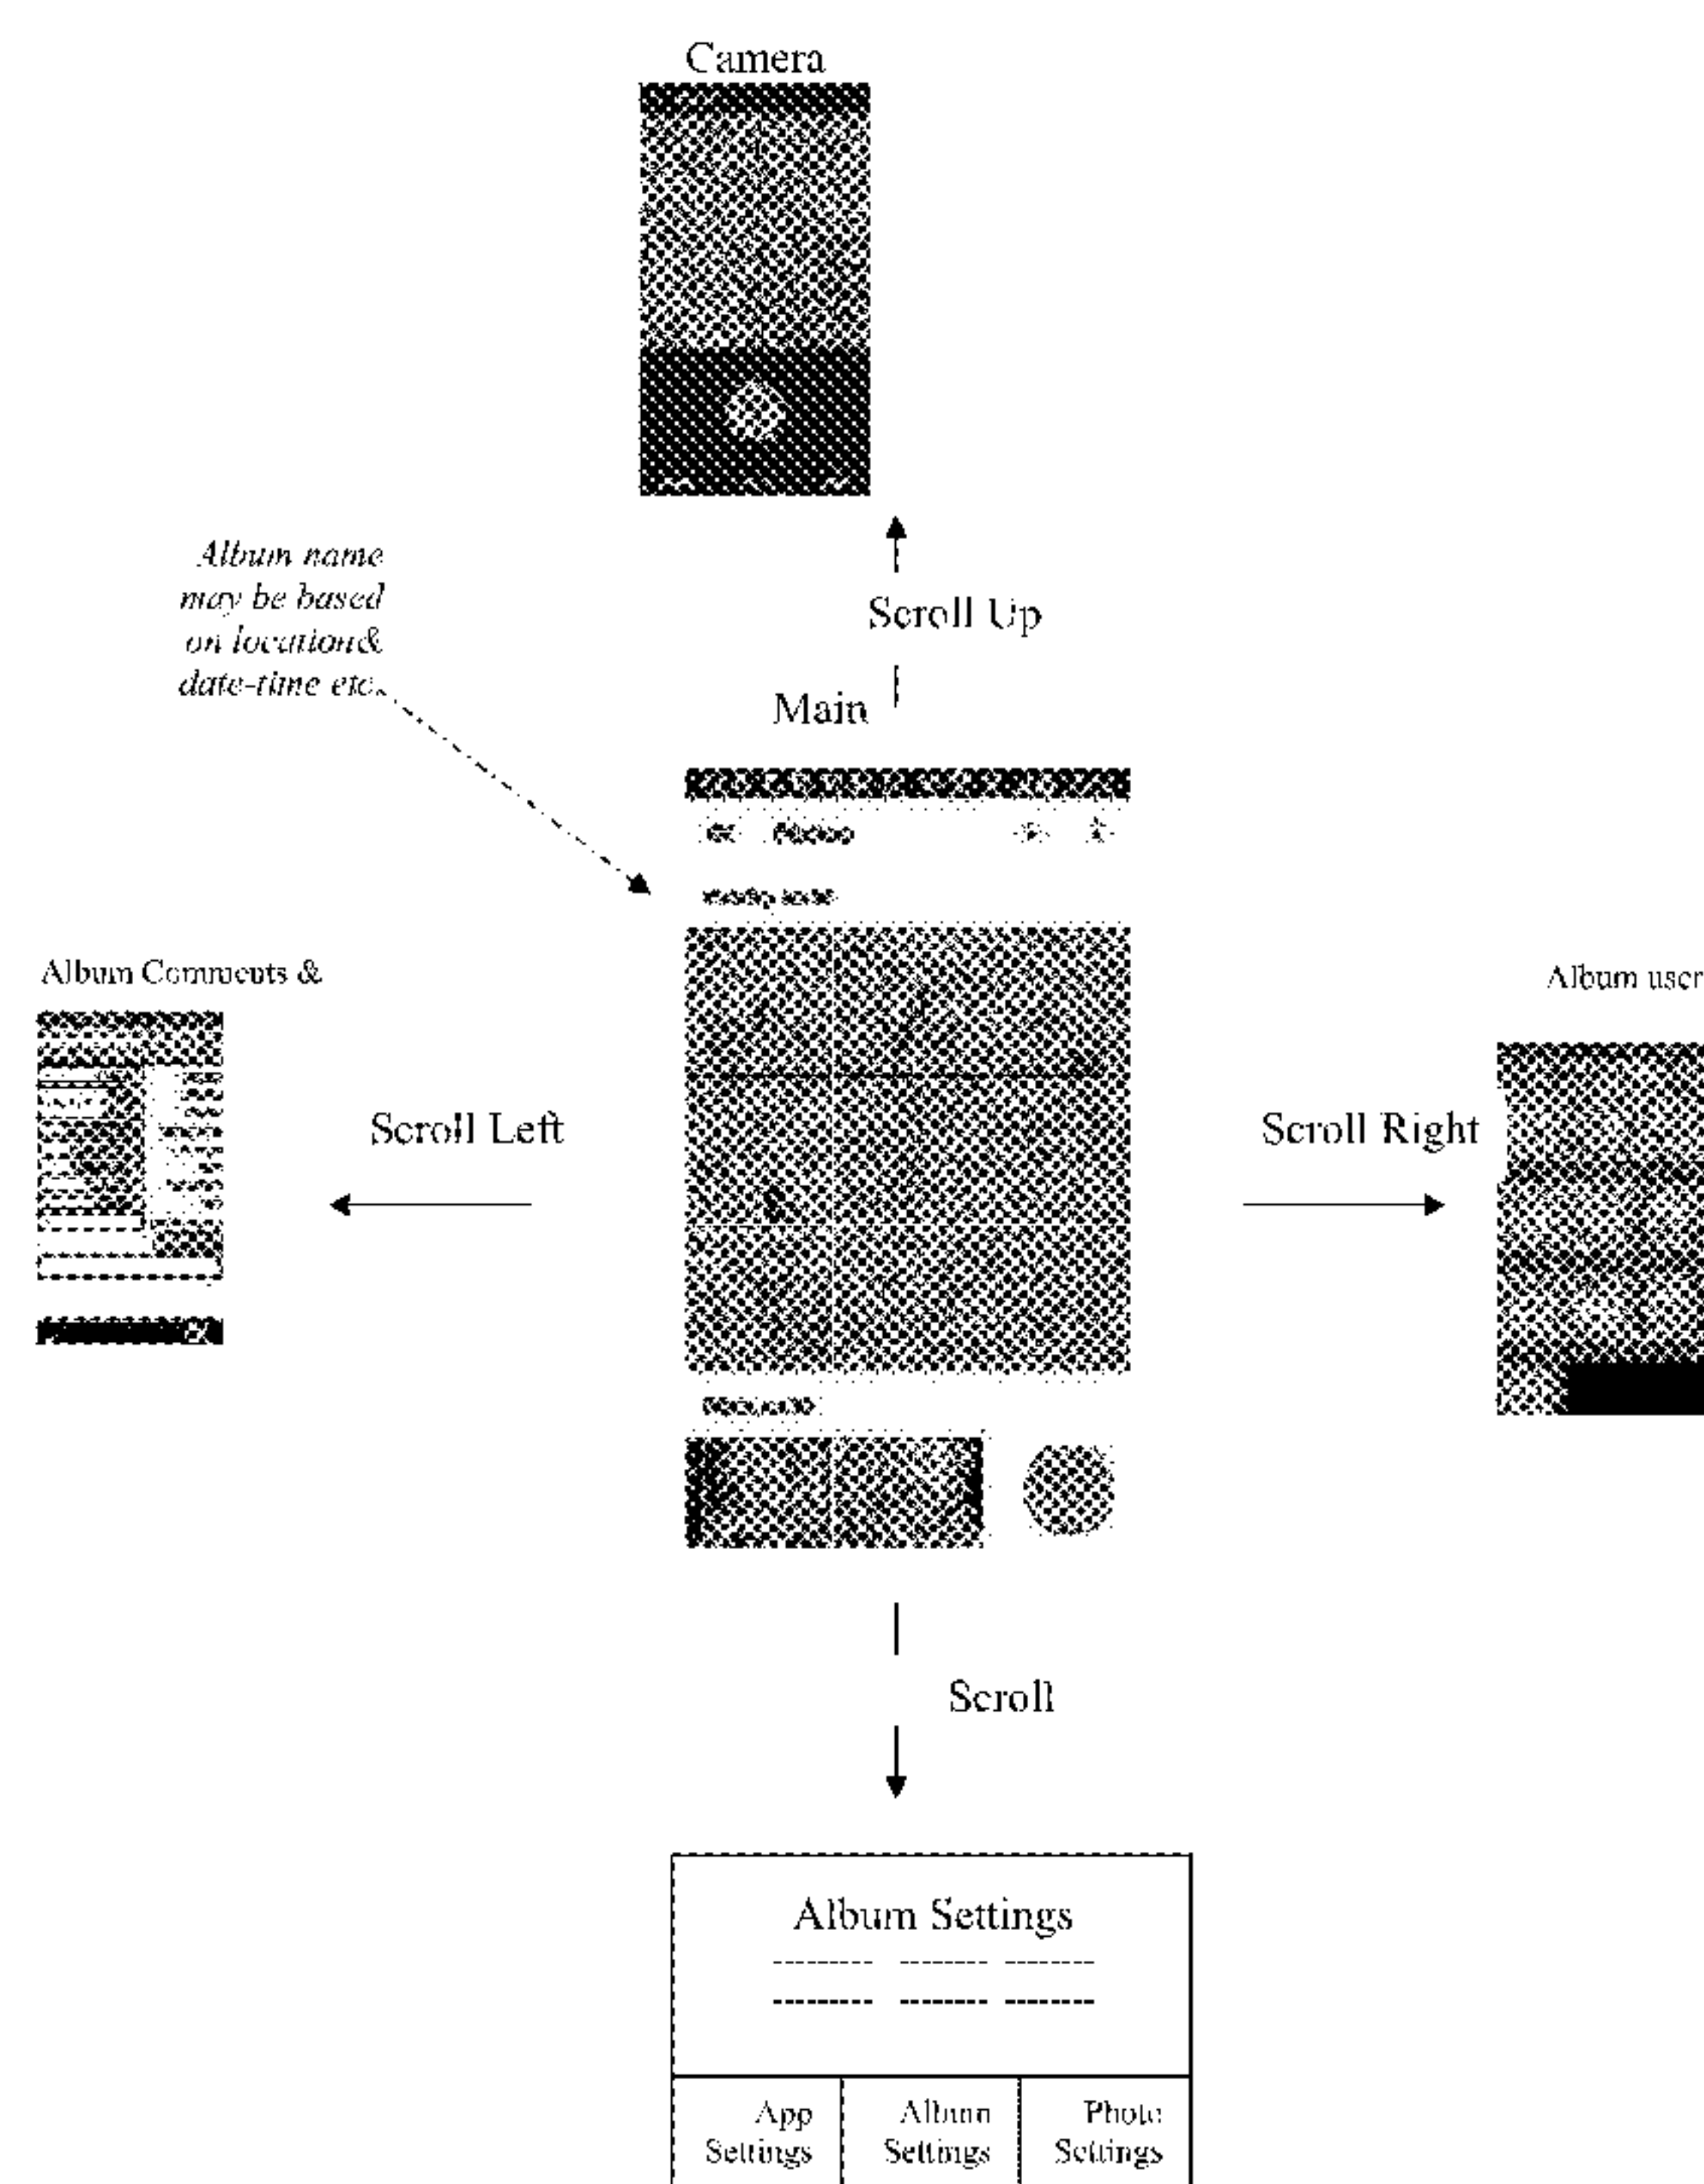 Camera
Album name
may be based
on location&
date-time etc.
Scroll Up
Main
Photos
Album Comments &
Album user
Scroll Left
Scroll Right
Scroll
Album Settings
App
Settings
Album
Settings
Photo
Settings